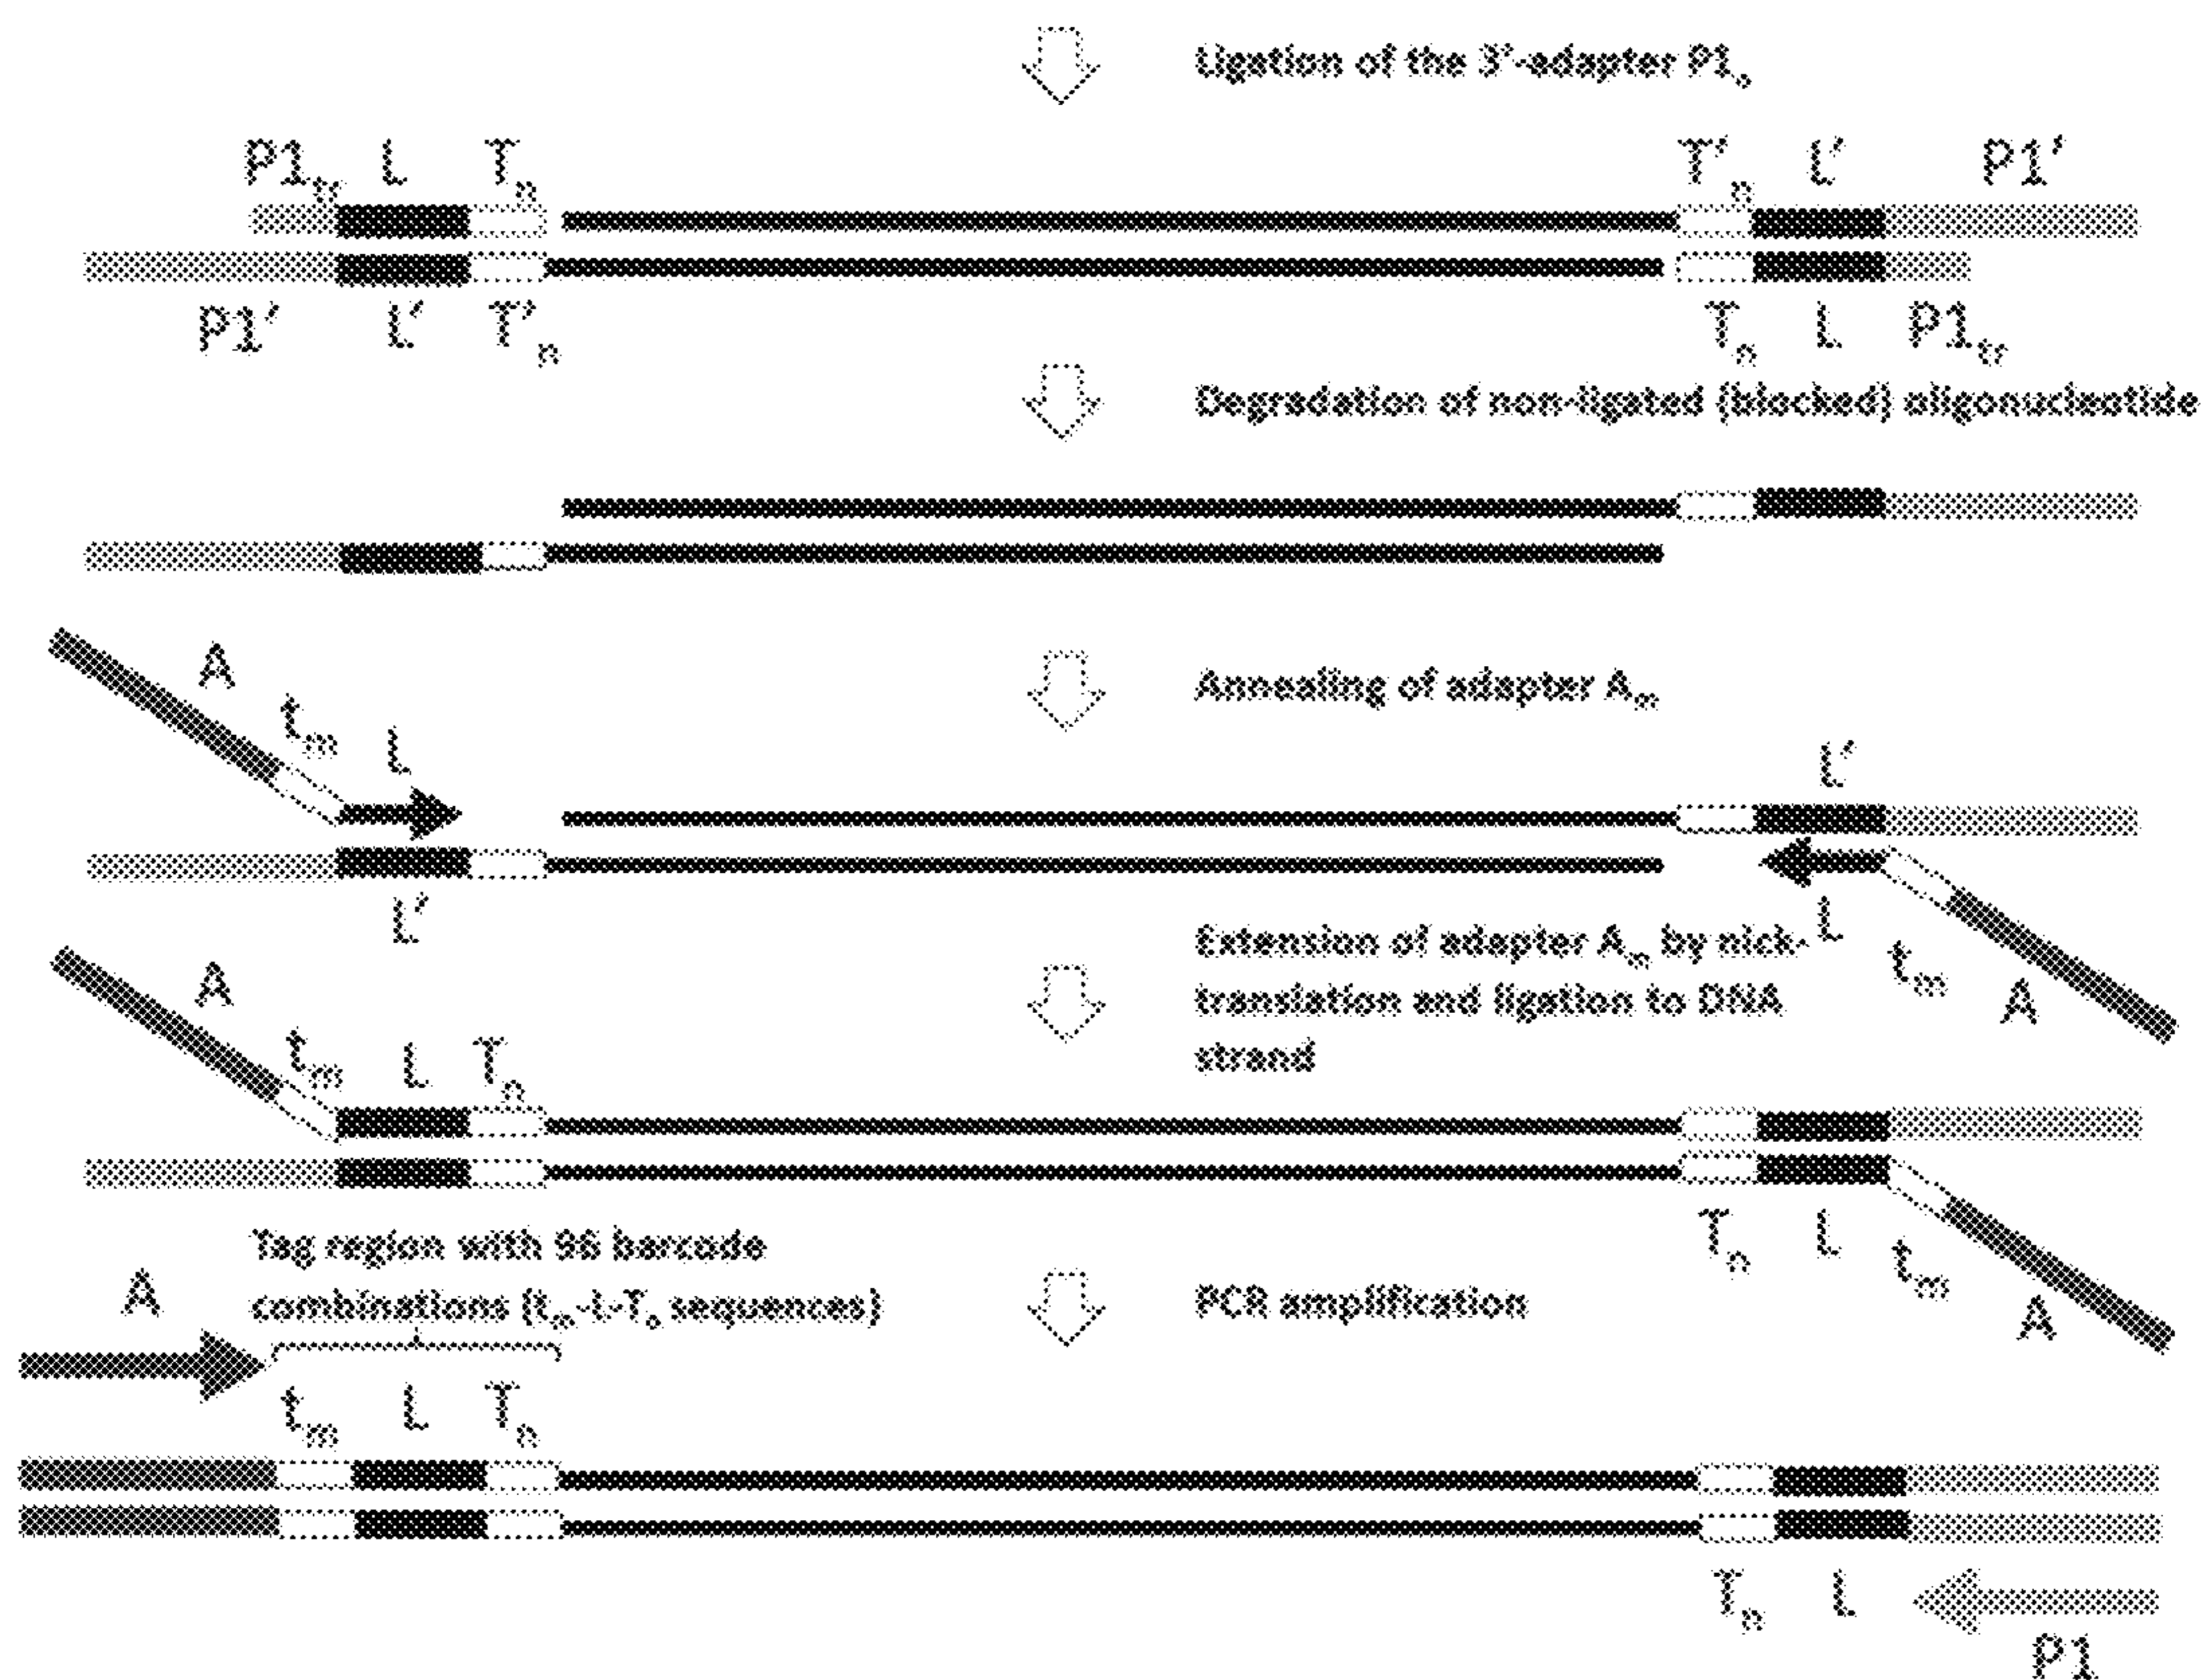 Ligation of the 3'-adapter P1n
P1tr L Tn T'n L' P1'
P1' L' T'n Tn L P1tr
Degradation of non-ligated (blocked) oligonucleotide
A
tm
L
Annealing of adapter Am
L'
L'
L
tm
A
Extension of adapter Am by nick-
translation and ligation to DNA
strand
A
tm L Tn
Tn L tm
A
Tag region with 96 barcode
combinations (tm-L-Tn sequences)
A
PCR amplification
tm L Tn
Tn L
P1